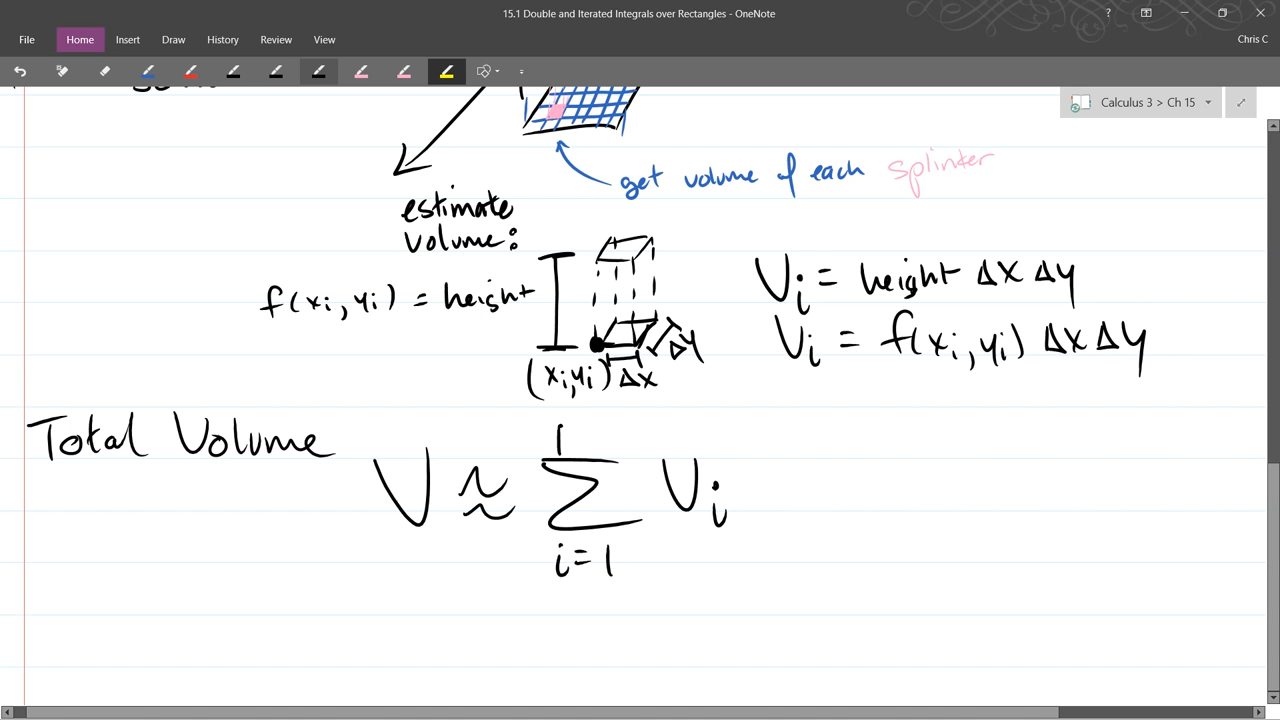 15.1 Double and Iterated Integrals over Rectangles - OneNote
File Home Insert Draw History Review View
Chris C
Calculus 3 > Ch 15
get volume of each splinter
estimate
volume:
f(xi, yi) = height
Vi = height Δx Δy
Δy
Vi = f(xi, yi) Δx Δy
(xi, yi) Δx
Total Volume
V ≈ Σ Vi
i=1